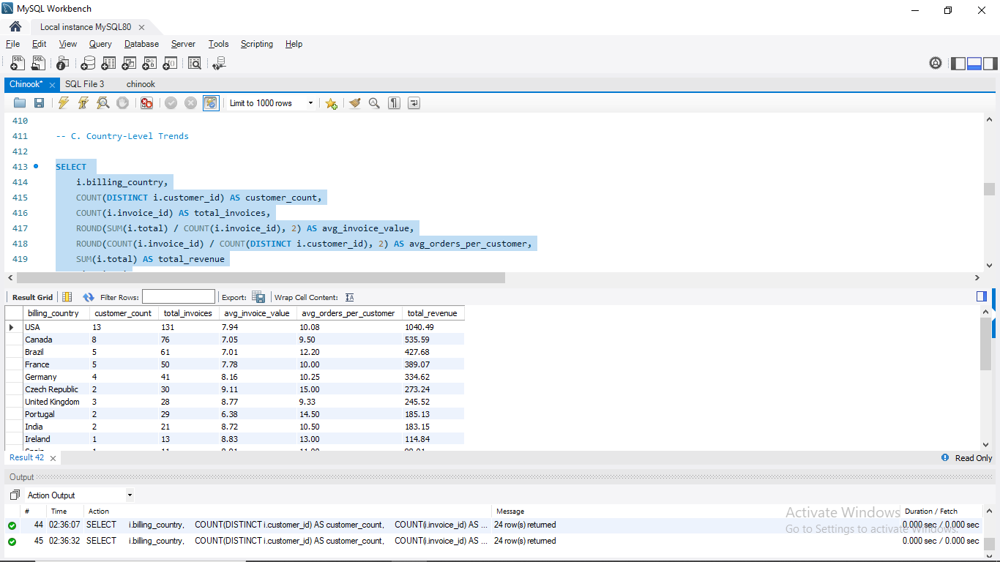 MySQL Workbench
Local instance MySQL80
File Edit View Query Database Server Tools Scripting Help
Chinook* SQL File 3 chinook
Limit to 1000 rows
410
411 -- C. Country-Level Trends
412
413 SELECT
414 i.billing_country,
415 COUNT(DISTINCT i.customer_id) AS customer_count,
416 COUNT(i.invoice_id) AS total_invoices,
417 ROUND(SUM(i.total) / COUNT(i.invoice_id), 2) AS avg_invoice_value,
418 ROUND(COUNT(i.invoice_id) / COUNT(DISTINCT i.customer_id), 2) AS avg_orders_per_customer,
419 SUM(i.total) AS total_revenue
Result Grid Filter Rows: Export: Wrap Cell Content:
billing_country customer_count total_invoices avg_invoice_value avg_orders_per_customer total_revenue
USA 13 131 7.94 10.08 1040.49
Canada 8 76 7.05 9.50 535.59
Brazil 5 61 7.01 12.20 427.68
France 5 50 7.78 10.00 389.07
Germany 4 41 8.16 10.25 334.62
Czech Republic 2 30 9.11 15.00 273.24
United Kingdom 3 28 8.77 9.33 245.52
Portugal 2 29 6.38 14.50 185.13
India 2 21 8.72 10.50 183.15
Ireland 1 13 8.83 13.00 114.84
Result 42 Read Only
Output
Action Output
# Time Action Message Duration / Fetch
44 02:36:07 SELECT i.billing_country, COUNT(DISTINCT i.customer_id) AS customer_count, COUNT(i.invoice_id) AS ... 24 row(s) returned 0.000 sec / 0.000 sec
45 02:36:32 SELECT i.billing_country, COUNT(DISTINCT i.customer_id) AS customer_count, COUNT(i.invoice_id) AS ... 24 row(s) returned 0.000 sec / 0.000 sec
Activate Windows
Go to Settings to activate Windows.